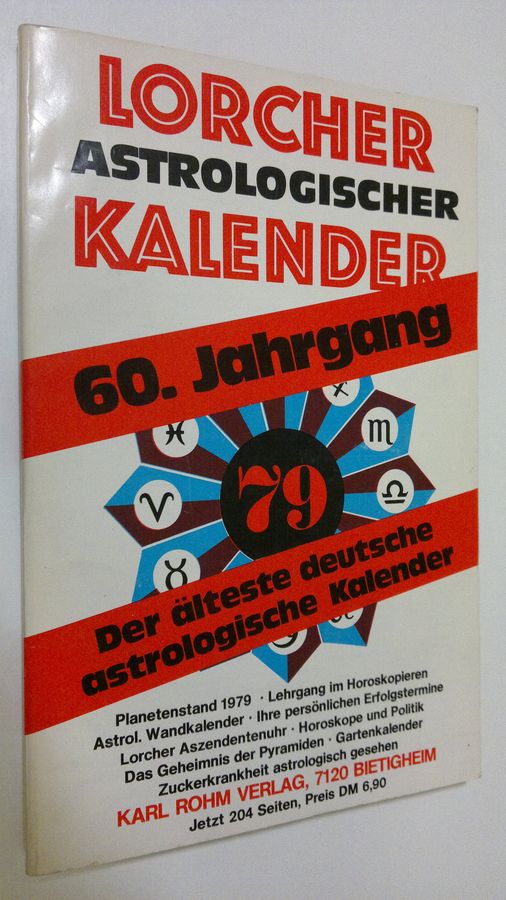 LORCHER
ASTROLOGISCHER
KALENDER
60. Jahrgang
79
Der älteste deutsche
astrologische Kalender
Planetenstand 1979 · Lehrgang im Horoskopieren
Astrol. Wandkalender · Ihre persönlichen Erfolgstermine
Lorcher Aszendentenuhr · Horoskope und Politik
Das Geheimnis der Pyramiden · Gartenkalender
Zuckerkrankheit astrologisch gesehen
KARL ROHM VERLAG, 7120 BIETIGHEIM
Jetzt 204 Seiten, Preis DM 6,90